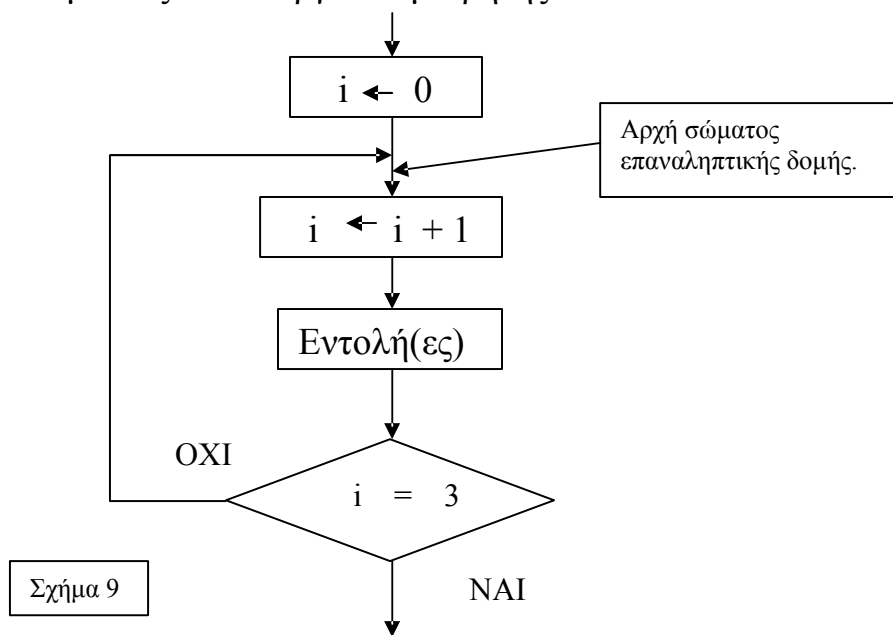 i ← 0
Αρχή σώματος
επαναληπτικής δομής.
i ← i + 1
Εντολή(ες)
ΟΧΙ
i = 3
Σχήμα 9
ΝΑΙ